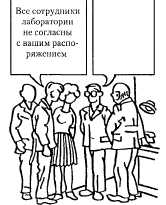 Все сотрудники
лаборатории
не согласны
с вашим распо-
ряжением